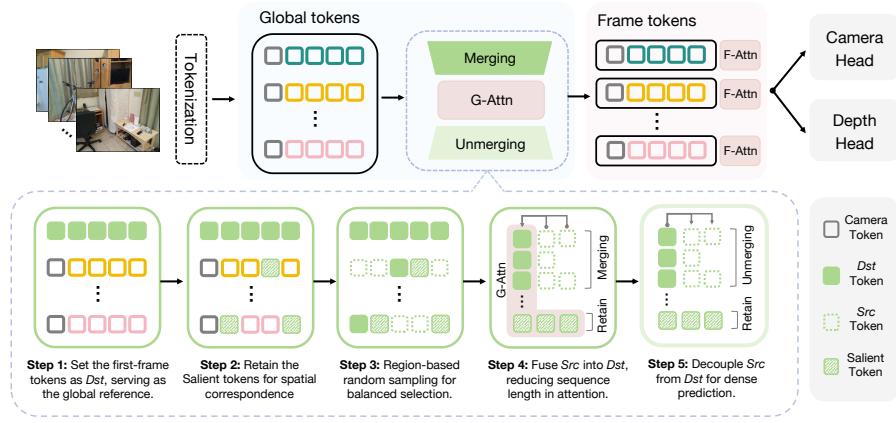 Global tokens
Frame tokens
Tokenization
Merging
G-Attn
Unmerging
F-Attn
F-Attn
F-Attn
Camera
Head
Depth
Head
G-Attn
Merging
Retain
Unmerging
Retain
Step 1: Set the first-frame
tokens as Dst, serving as
the global reference.
Step 2: Retain the
Salient tokens for spatial
correspondence
Step 3: Region-based
random sampling for
balanced selection.
Step 4: Fuse Src into Dst,
reducing sequence
length in attention.
Step 5: Decouple Src
from Dst for dense
prediction.
Camera
Token
Dst
Token
Src
Token
Salient
Token